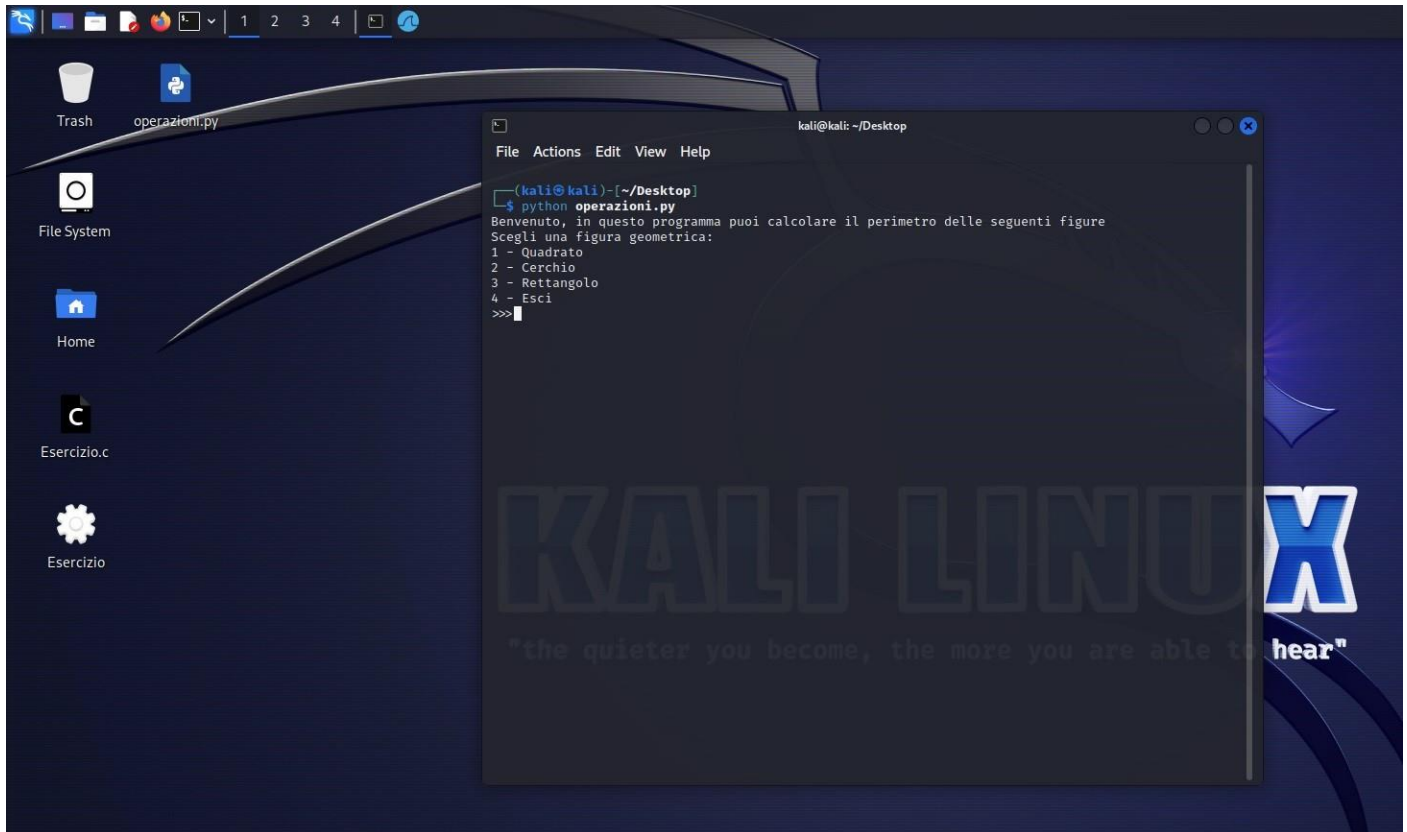 1 2 3 4
Trash
operazioni.py
File System
Home
C
Esercizio.c
Esercizio
kali@kali: ~/Desktop
File Actions Edit View Help
┌──(kali㉿kali)-[~/Desktop]
└─$ python operazioni.py
Benvenuto, in questo programma puoi calcolare il perimetro delle seguenti figure
Scegli una figura geometrica:
1 - Quadrato
2 - Cerchio
3 - Rettangolo
4 - Esci
>>>
KALI LINUX
"the quieter you become, the more you are able to hear"